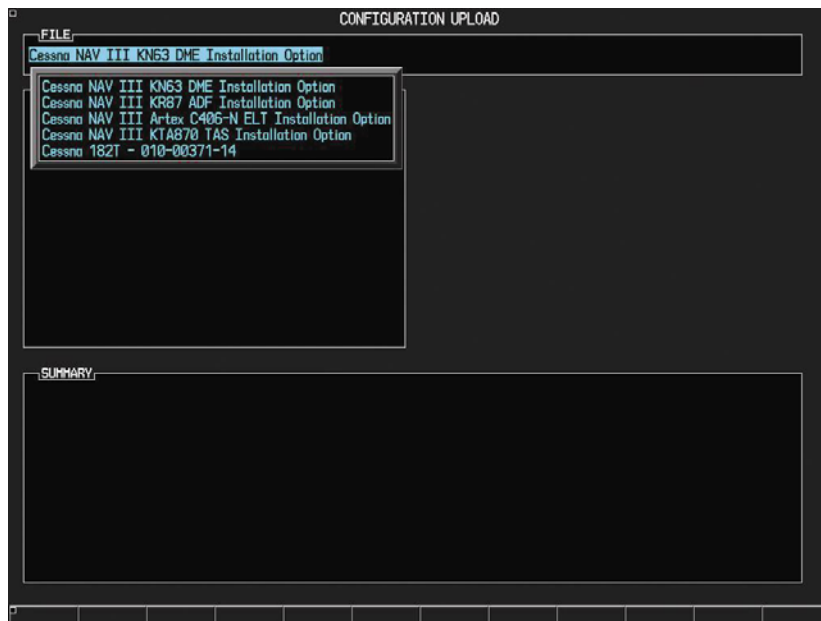 CONFIGURATION UPLOAD
FILE
Cessna NAV III KN63 DME Installation Option
Cessna NAV III KN63 DME Installation Option
Cessna NAV III KR87 ADF Installation Option
Cessna NAV III Artex C406-N ELT Installation Option
Cessna NAV III KTA870 TAS Installation Option
Cessna 182T - 010-00371-14
SUMMARY